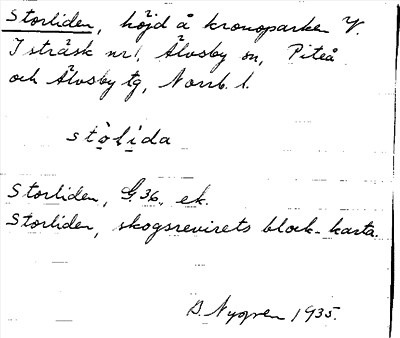 Storliden, höjd å kronoparken V.
Isträsk nr 1, Älvsby sn, Piteå
och Älvsby tg, Norrb. l.
stòlida
Storliden, G. 36, ek.
Storliden, skogsrevirets block-karta.
B. Nygren 1935.